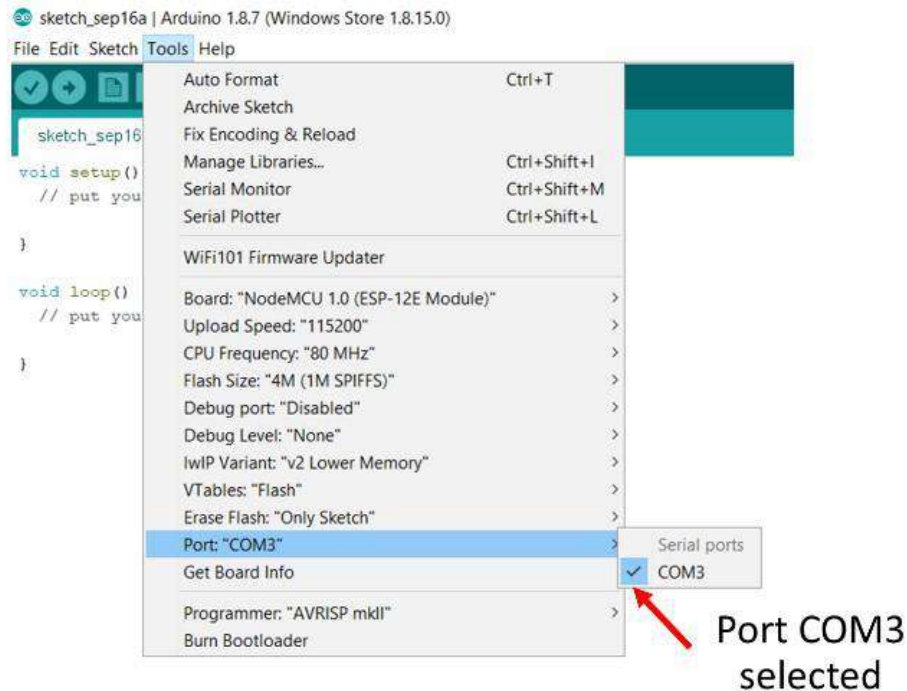 sketch_sep16a | Arduino 1.8.7 (Windows Store 1.8.15.0)
File Edit Sketch Tools Help
Auto Format Ctrl+T
Archive Sketch
sketch_sep16
Fix Encoding & Reload
void setup()
Manage Libraries... Ctrl+Shift+I
// put you
Serial Monitor Ctrl+Shift+M
Serial Plotter Ctrl+Shift+L
}
WiFi101 Firmware Updater
void loop()
Board: "NodeMCU 1.0 (ESP-12E Module)"
// put you
Upload Speed: "115200"
CPU Frequency: "80 MHz"
}
Flash Size: "4M (1M SPIFFS)"
Debug port: "Disabled"
Debug Level: "None"
lwIP Variant: "v2 Lower Memory"
VTables: "Flash"
Erase Flash: "Only Sketch"
Port: "COM3"
Serial ports
Get Board Info
COM3
Programmer: "AVRISP mkII"
Burn Bootloader
Port COM3
selected